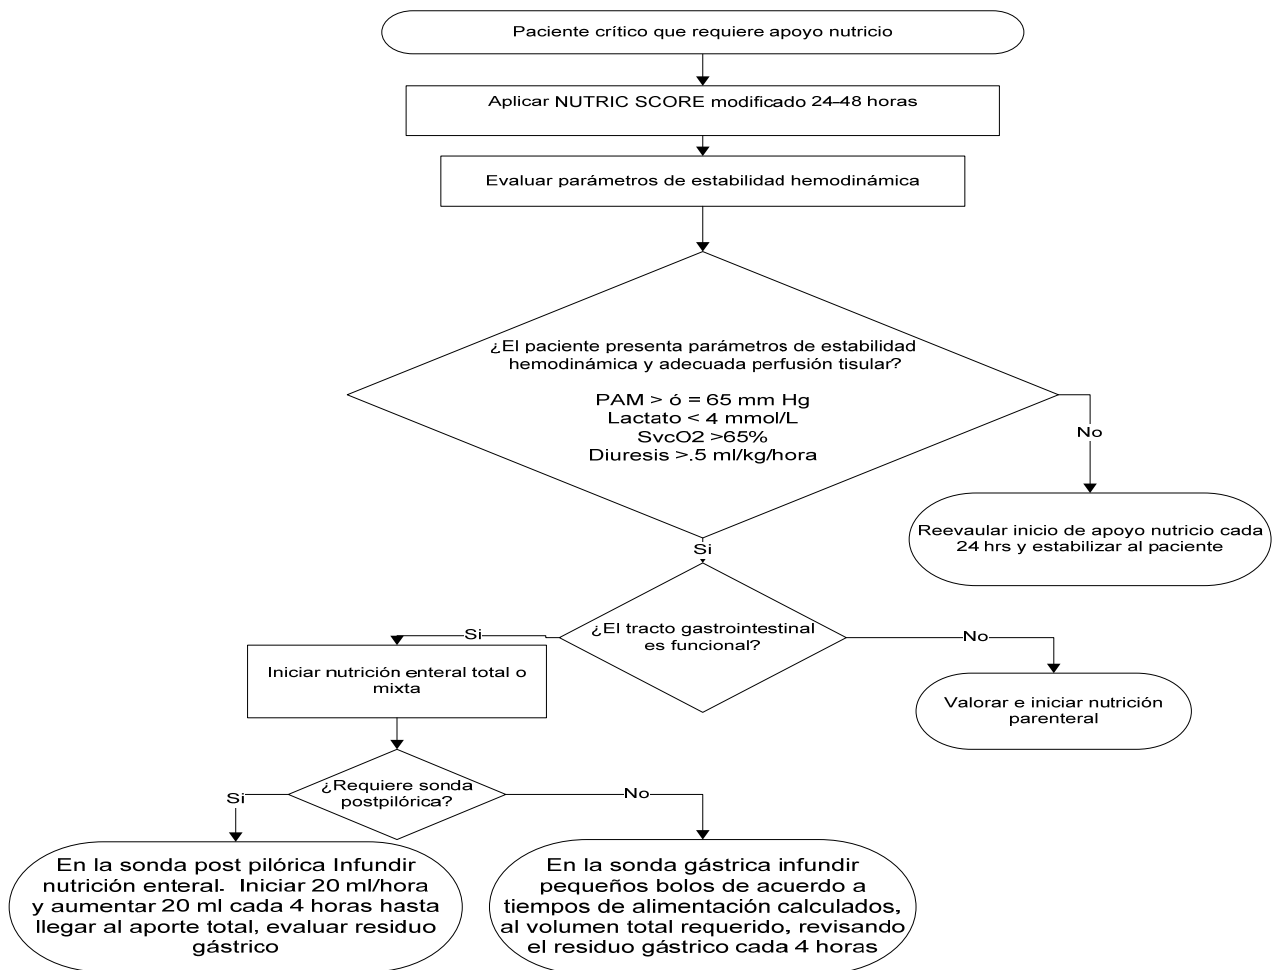 Paciente crítico que requiere apoyo nutricio
Aplicar NUTRIC SCORE modificado 24-48 horas
Evaluar parámetros de estabilidad hemodinámica
¿El paciente presenta parámetros de estabilidad
hemodinámica y adecuada perfusión tisular?
PAM > ó = 65 mm Hg
Lactato < 4 mmol/L
SvcO2 >65%
Diuresis >.5 ml/kg/hora
No
Reevaular inicio de apoyo nutricio cada
24 hrs y estabilizar al paciente
Si
¿El tracto gastrointestinal
es funcional?
Si
No
Iniciar nutrición enteral total o
mixta
Valorar e iniciar nutrición
parenteral
¿Requiere sonda
postpilórica?
Si
No
En la sonda post pilórica Infundir
nutrición enteral. Iniciar 20 ml/hora
y aumentar 20 ml cada 4 horas hasta
llegar al aporte total, evaluar residuo
gástrico
En la sonda gástrica infundir
pequeños bolos de acuerdo a
tiempos de alimentación calculados,
al volumen total requerido, revisando
el residuo gástrico cada 4 horas